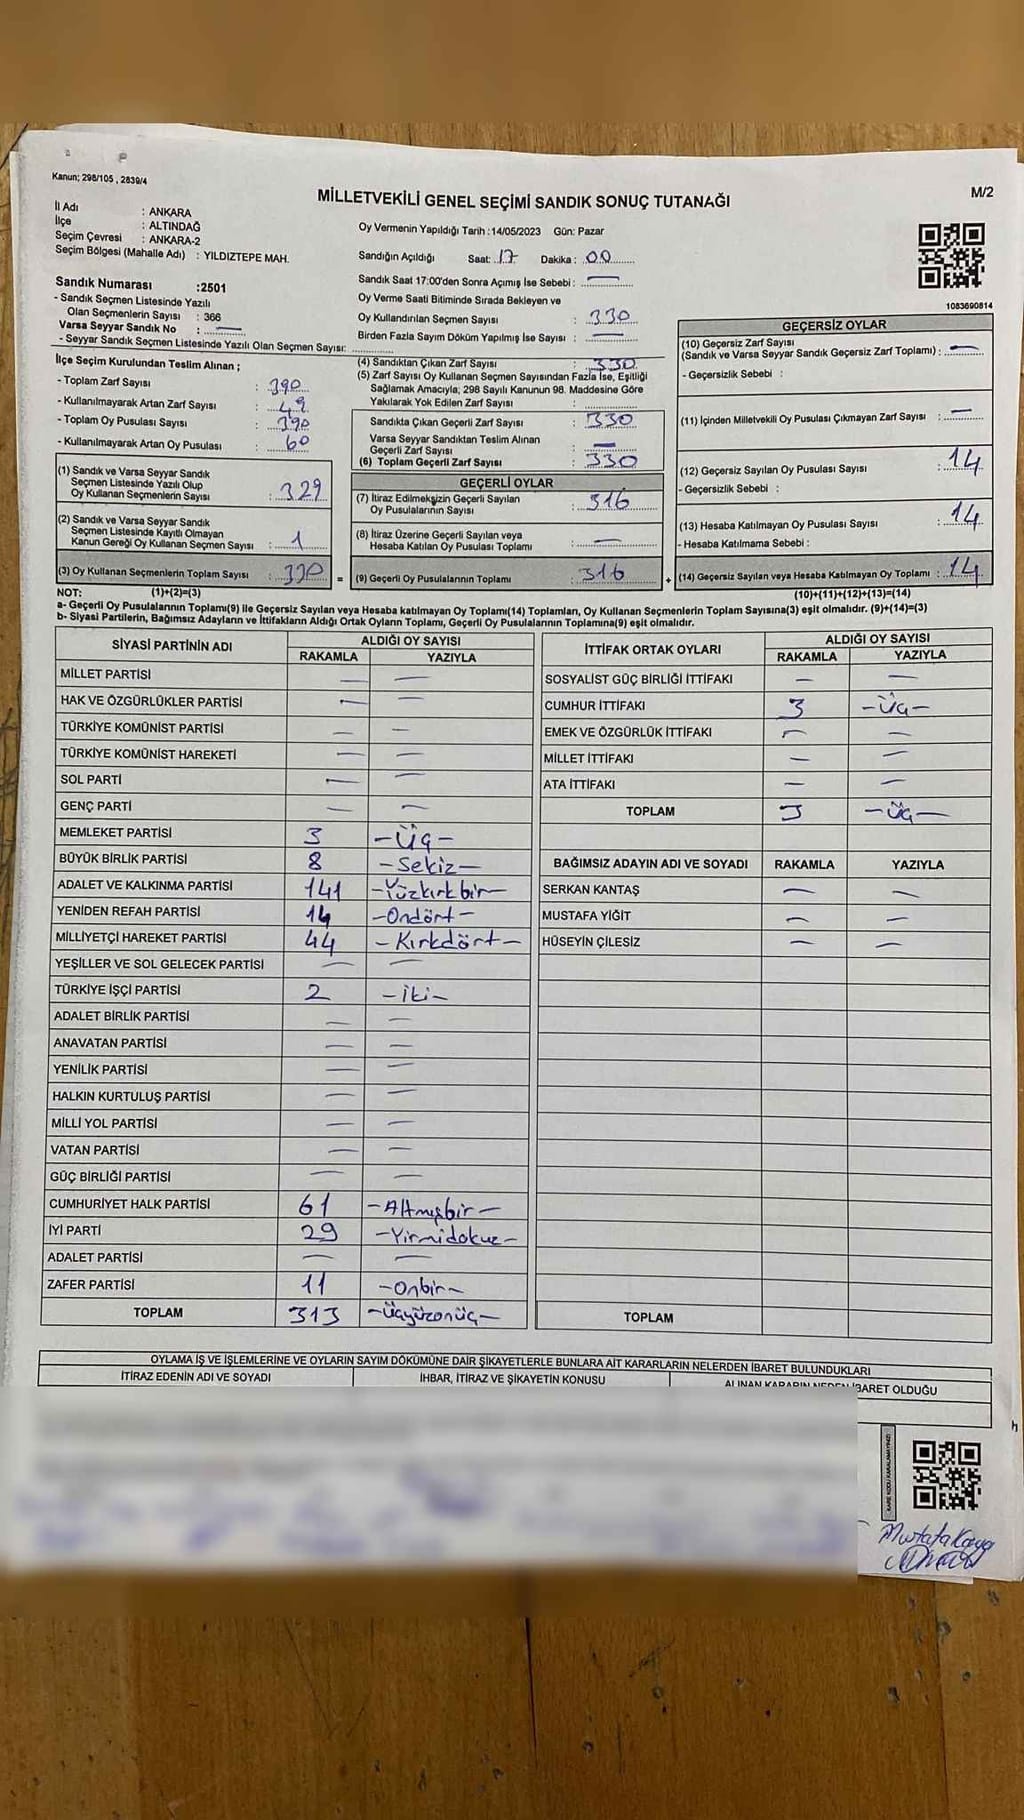 Kanun; 298/105 , 2839/4
MİLLETVEKİLİ GENEL SEÇİMİ SANDIK SONUÇ TUTANAĞI
M/2
İl Adı : ANKARA
İlçe : ALTINDAĞ
Seçim Çevresi : ANKARA-2
Seçim Bölgesi (Mahalle Adı) : YILDIZTEPE MAH.
Sandık Numarası :2501
- Sandık Seçmen Listesinde Yazılı
Olan Seçmenlerin Sayısı : 366
Varsa Seyyar Sandık No : —
- Seyyar Sandık Seçmen Listesinde Yazılı Olan Seçmen Sayısı:
İlçe Seçim Kurulundan Teslim Alınan ;
- Toplam Zarf Sayısı : 390
- Kullanılmayarak Artan Zarf Sayısı : 49
- Toplam Oy Pusulası Sayısı : 390
- Kullanılmayarak Artan Oy Pusulası : 60
(1) Sandık ve Varsa Seyyar Sandık
Seçmen Listesinde Yazılı Olup
Oy Kullanan Seçmenlerin Sayısı : 329
(2) Sandık ve Varsa Seyyar Sandık
Seçmen Listesinde Kayıtlı Olmayan
Kanun Gereği Oy Kullanan Seçmen Sayısı : 1
(3) Oy Kullanan Seçmenlerin Toplam Sayısı : 330 =
Oy Vermenin Yapıldığı Tarih :14/05/2023 Gün: Pazar
Sandığın Açıldığı Saat: 17 Dakika : 00
Sandık Saat 17:00'den Sonra Açımış İse Sebebi : —
Oy Verme Saati Bitiminde Sırada Bekleyen ve
Oy Kullandırılan Seçmen Sayısı : 330
Birden Fazla Sayım Döküm Yapılmış İse Sayısı : —
(4) Sandıktan Çıkan Zarf Sayısı : 330
(5) Zarf Sayısı Oy Kullanan Seçmen Sayısından Fazla İse, Eşitliği
Sağlamak Amacıyla; 298 Sayılı Kanunun 98. Maddesine Göre
Yakılarak Yok Edilen Zarf Sayısı :
Sandıkta Çıkan Geçerli Zarf Sayısı : 330
Varsa Seyyar Sandıktan Teslim Alınan
Geçerli Zarf Sayısı : —
(6) Toplam Geçerli Zarf Sayısı : 330
GEÇERLİ OYLAR
(7) İtiraz Edilmeksizin Geçerli Sayılan
Oy Pusulalarının Sayısı : 316
(8) İtiraz Üzerine Geçerli Sayılan veya
Hesaba Katılan Oy Pusulası Toplamı : —
(9) Geçerli Oy Pusulalarının Toplamı : 316 +
1083690814
GEÇERSİZ OYLAR
(10) Geçersiz Zarf Sayısı
(Sandık ve Varsa Seyyar Sandık Geçersiz Zarf Toplamı) : —
- Geçersizlik Sebebi :
(11) İçinden Milletvekili Oy Pusulası Çıkmayan Zarf Sayısı : —
(12) Geçersiz Sayılan Oy Pusulası Sayısı : 14
- Geçersizlik Sebebi :
(13) Hesaba Katılmayan Oy Pusulası Sayısı : 14
- Hesaba Katılmama Sebebi :
(14) Geçersiz Sayılan veya Hesaba Katılmayan Oy Toplamı : 14
NOT: (1)+(2)=(3)
(10)+(11)+(12)+(13)=(14)
a- Geçerli Oy Pusulalarının Toplamı(9) ile Geçersiz Sayılan veya Hesaba katılmayan Oy Toplamı(14) Toplamları, Oy Kullanan Seçmenlerin Toplam Sayısına(3) eşit olmalıdır. (9)+(14)=(3)
b- Siyasi Partilerin, Bağımsız Adayların ve İttifakların Aldığı Ortak Oyların Toplamı, Geçerli Oy Pusulalarının Toplamına(9) eşit olmalıdır.
SİYASİ PARTİNİN ADI ALDIĞI OY SAYISI
RAKAMLA YAZIYLA
MİLLET PARTİSİ — —
HAK VE ÖZGÜRLÜKLER PARTİSİ — —
TÜRKİYE KOMÜNİST PARTİSİ — —
TÜRKİYE KOMÜNİST HAREKETİ — —
SOL PARTİ — —
GENÇ PARTİ — —
MEMLEKET PARTİSİ 3 -Üç-
BÜYÜK BİRLİK PARTİSİ 8 -Sekiz-
ADALET VE KALKINMA PARTİSİ 141 -Yüzkırkbir-
YENİDEN REFAH PARTİSİ 14 -Ondört-
MİLLİYETÇİ HAREKET PARTİSİ 44 -Kırkdört-
YEŞİLLER VE SOL GELECEK PARTİSİ — —
TÜRKİYE İŞÇİ PARTİSİ 2 -İki-
ADALET BİRLİK PARTİSİ — —
ANAVATAN PARTİSİ — —
YENİLİK PARTİSİ — —
HALKIN KURTULUŞ PARTİSİ — —
MİLLİ YOL PARTİSİ — —
VATAN PARTİSİ — —
GÜÇ BİRLİĞİ PARTİSİ — —
CUMHURİYET HALK PARTİSİ 61 -Altmışbir-
İYİ PARTİ 29 -Yirmidokuz-
ADALET PARTİSİ — —
ZAFER PARTİSİ 11 -Onbir-
TOPLAM 313 -Üçyüzonüç-
İTTİFAK ORTAK OYLARI ALDIĞI OY SAYISI
RAKAMLA YAZIYLA
SOSYALİST GÜÇ BİRLİĞİ İTTİFAKI — —
CUMHUR İTTİFAKI 3 -Üç-
EMEK VE ÖZGÜRLÜK İTTİFAKI — —
MİLLET İTTİFAKI — —
ATA İTTİFAKI — —
TOPLAM 3 -Üç-
BAĞIMSIZ ADAYIN ADI VE SOYADI RAKAMLA YAZIYLA
SERKAN KANTAŞ — —
MUSTAFA YİĞİT — —
HÜSEYİN ÇİLESİZ — —
TOPLAM
OYLAMA İŞ VE İŞLEMLERİNE VE OYLARIN SAYIM DÖKÜMÜNE DAİR ŞİKAYETLERLE BUNLARA AİT KARARLARIN NELERDEN İBARET BULUNDUKLARI
İTİRAZ EDENİN ADI VE SOYADI İHBAR, İTİRAZ VE ŞİKAYETİN KONUSU ALINAN KARARIN NEDEN İBARET OLDUĞU
KARE KODU KARALAMAYINIZ!
Mustafa Kaya